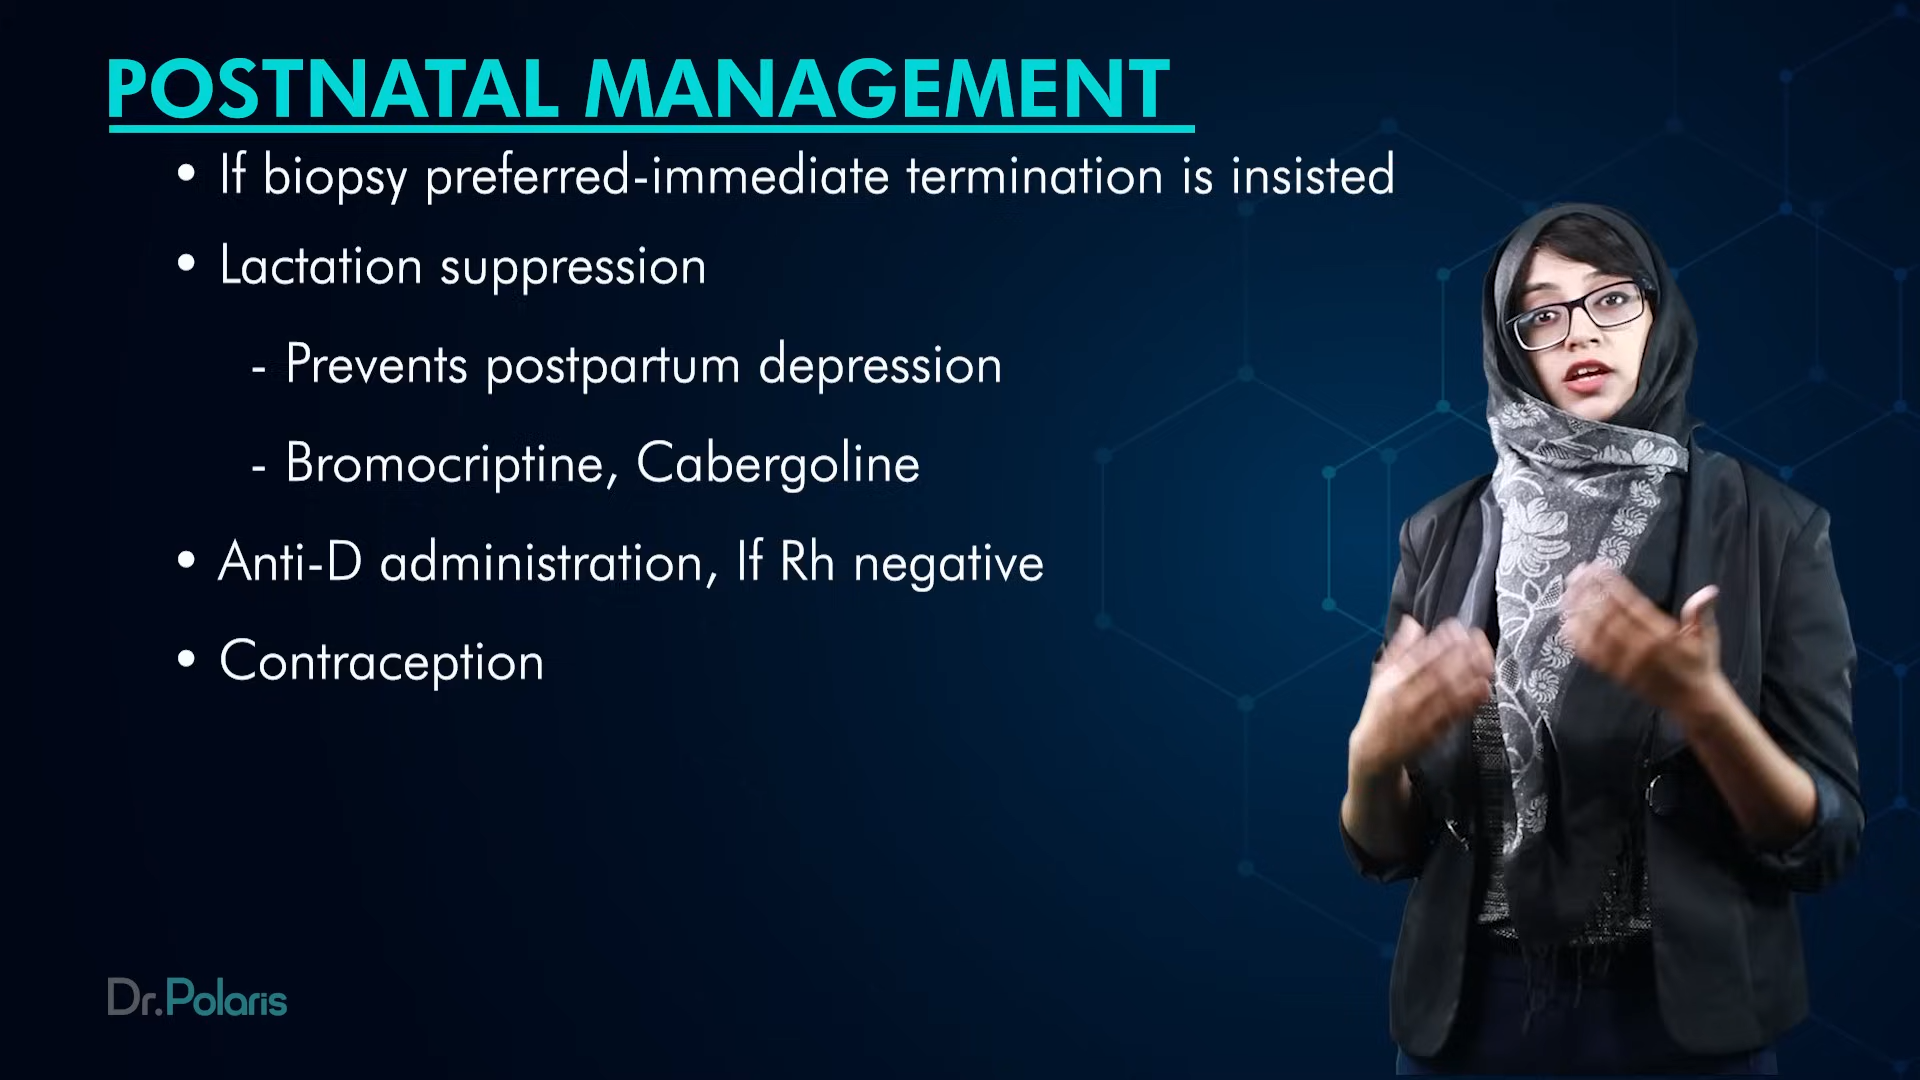 POSTNATAL MANAGEMENT
• If biopsy preferred-immediate termination is insisted
• Lactation suppression
- Prevents postpartum depression
- Bromocriptine, Cabergoline
• Anti-D administration, If Rh negative
• Contraception
Dr.Polaris